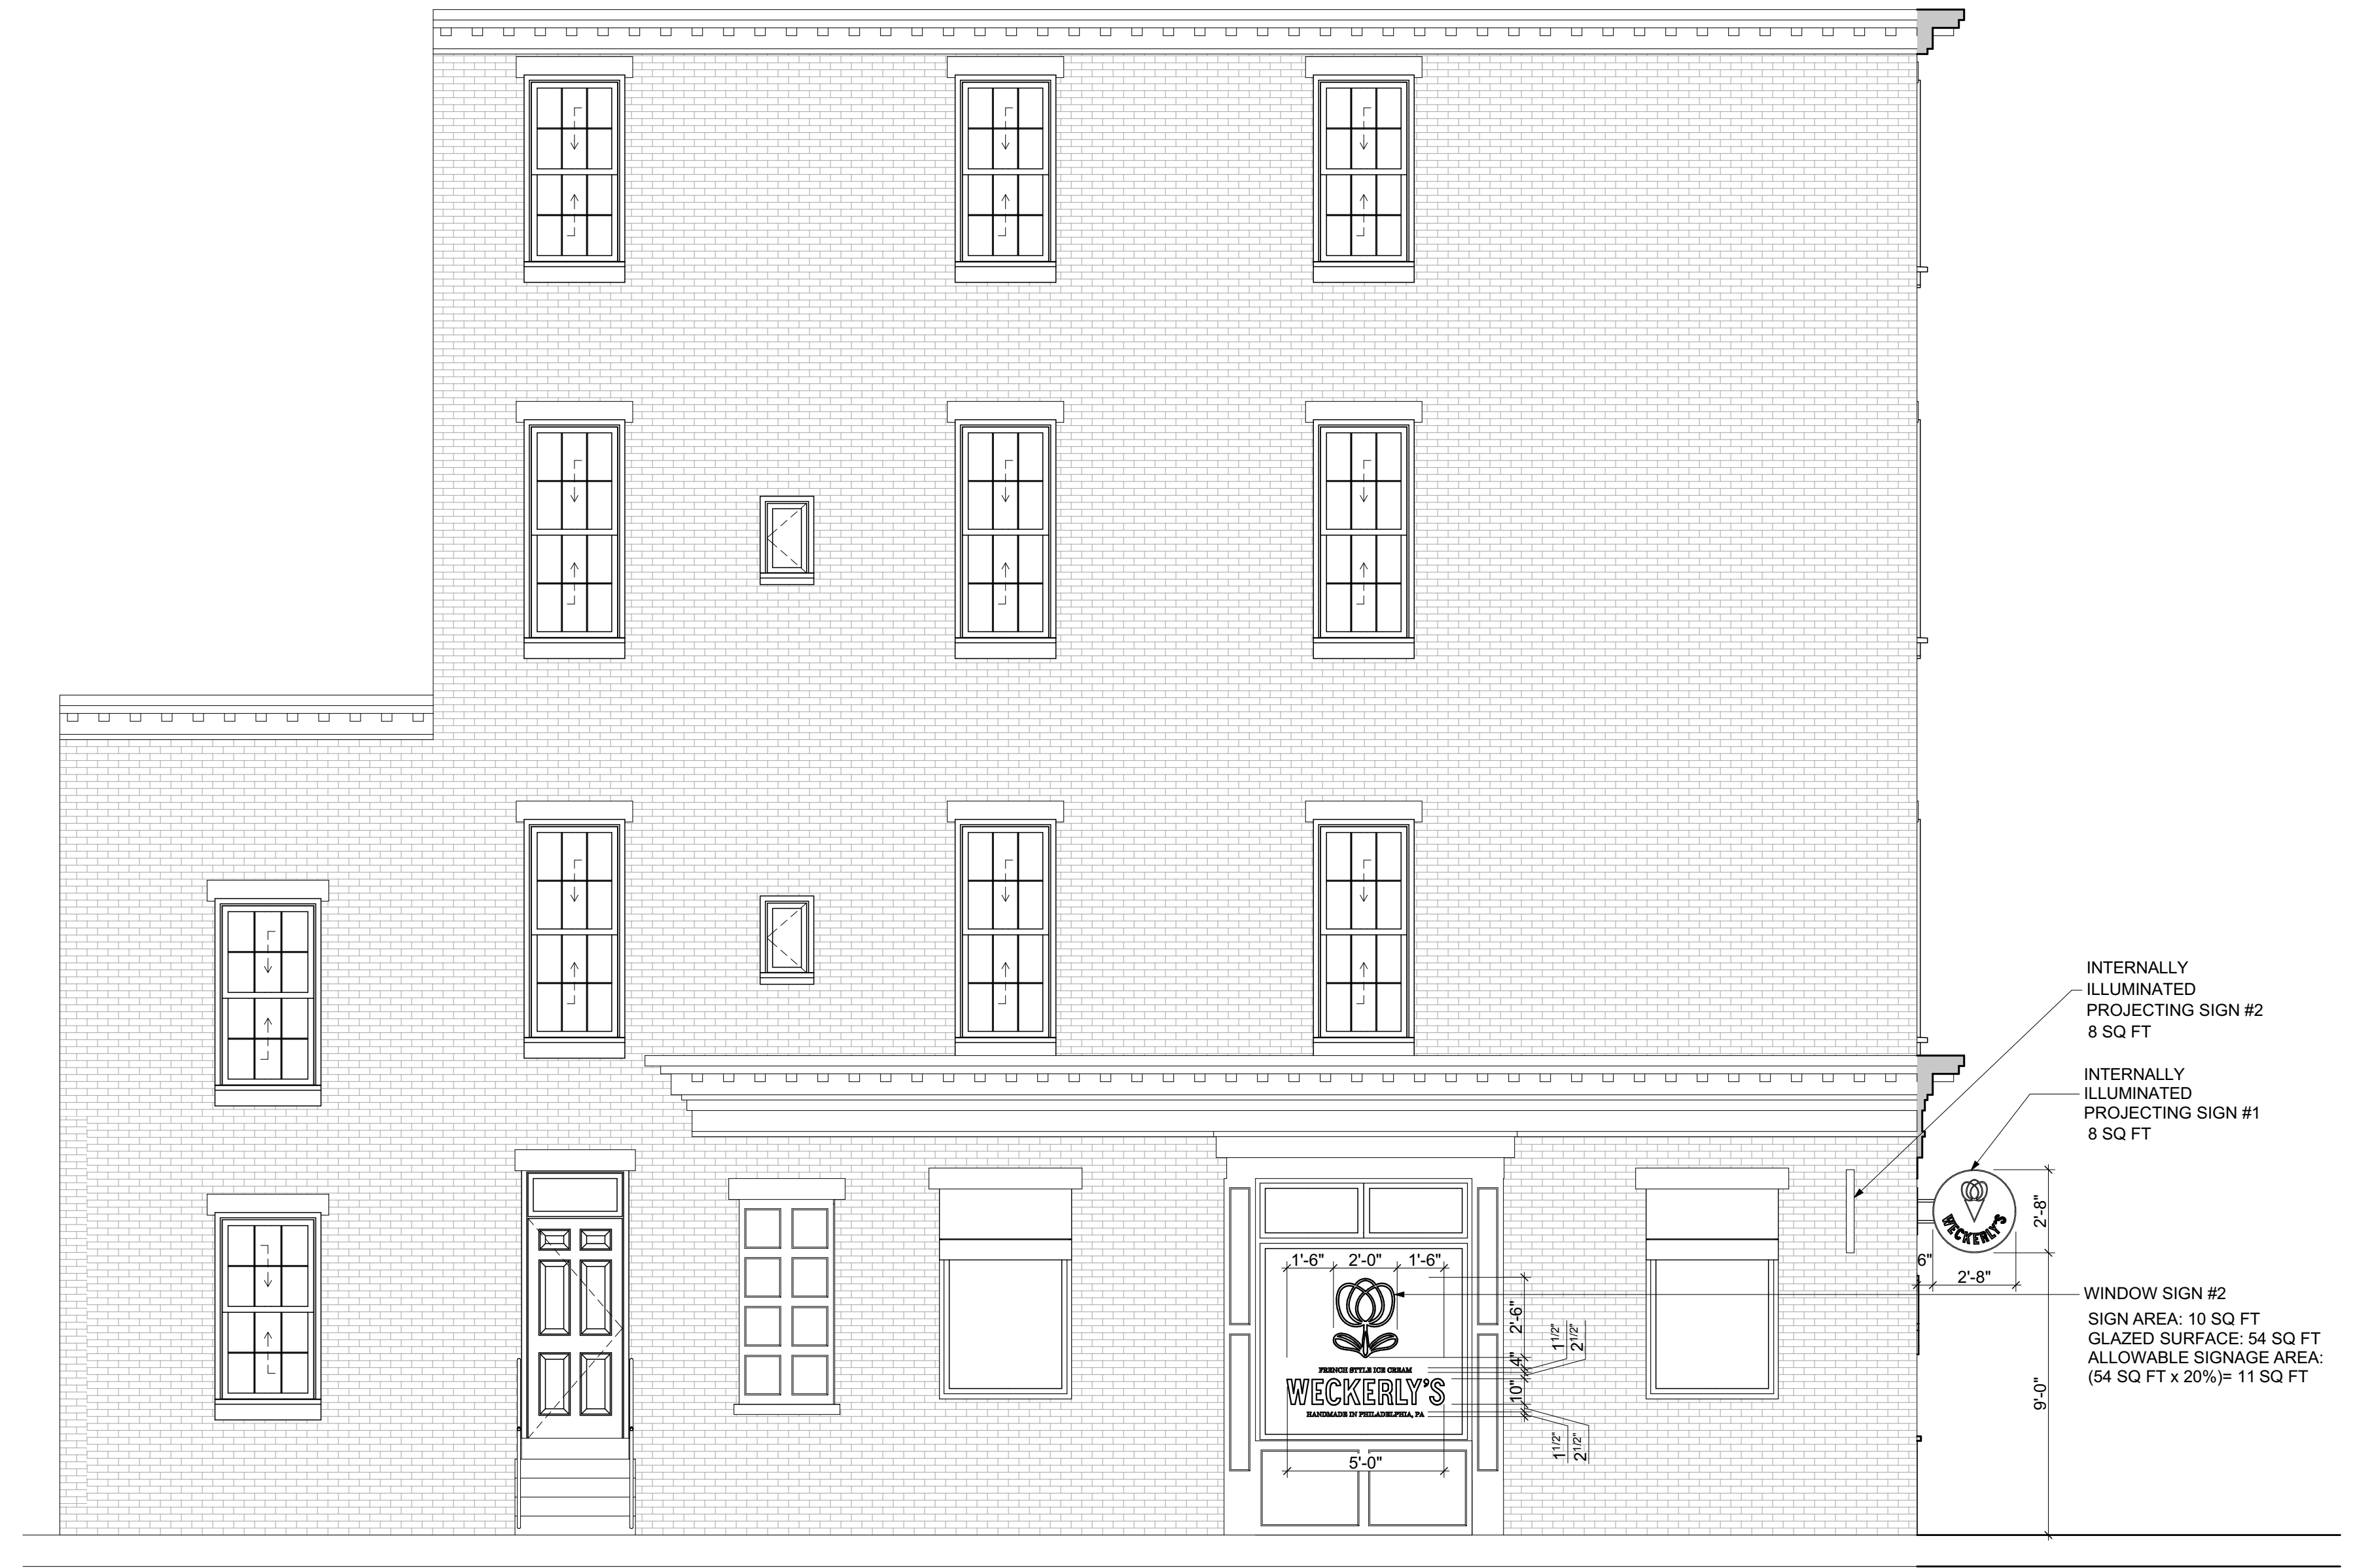 INTERNALLY
ILLUMINATED
PROJECTING SIGN #2
8 SQ FT
INTERNALLY
ILLUMINATED
PROJECTING SIGN #1
8 SQ FT
WECKERLY'S
2'-8"
6"
2'-8"
9'-0"
WINDOW SIGN #2
SIGN AREA: 10 SQ FT
GLAZED SURFACE: 54 SQ FT
ALLOWABLE SIGNAGE AREA:
(54 SQ FT x 20%)= 11 SQ FT
1'-6" 2'-0" 1'-6"
2'-6"
1 1/2"
2 1/2"
4"
10"
1 1/2"
2 1/2"
FRENCH STYLE ICE CREAM
WECKERLY'S
HANDMADE IN PHILADELPHIA, PA
5'-0"